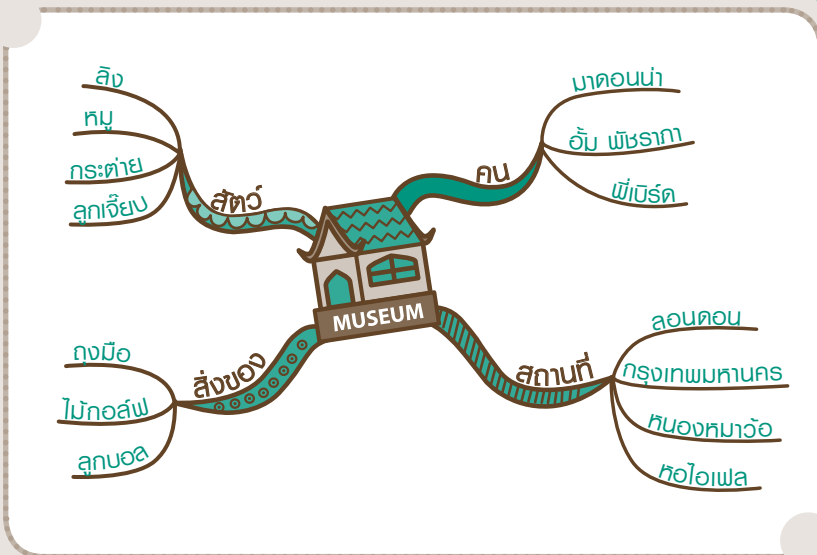 ลิง
หมู
กระต่าย
ลูกเจี๊ยบ
สัตว์
มาดอนน่า
อั้ม พัชราภา
พี่เบิร์ด
คน
MUSEUM
ถุงมือ
ไม้กอล์ฟ
ลูกบอล
สิ่งของ
ลอนดอน
กรุงเทพมหานคร
หนองหมาว้อ
หอไอเฟล
สถานที่